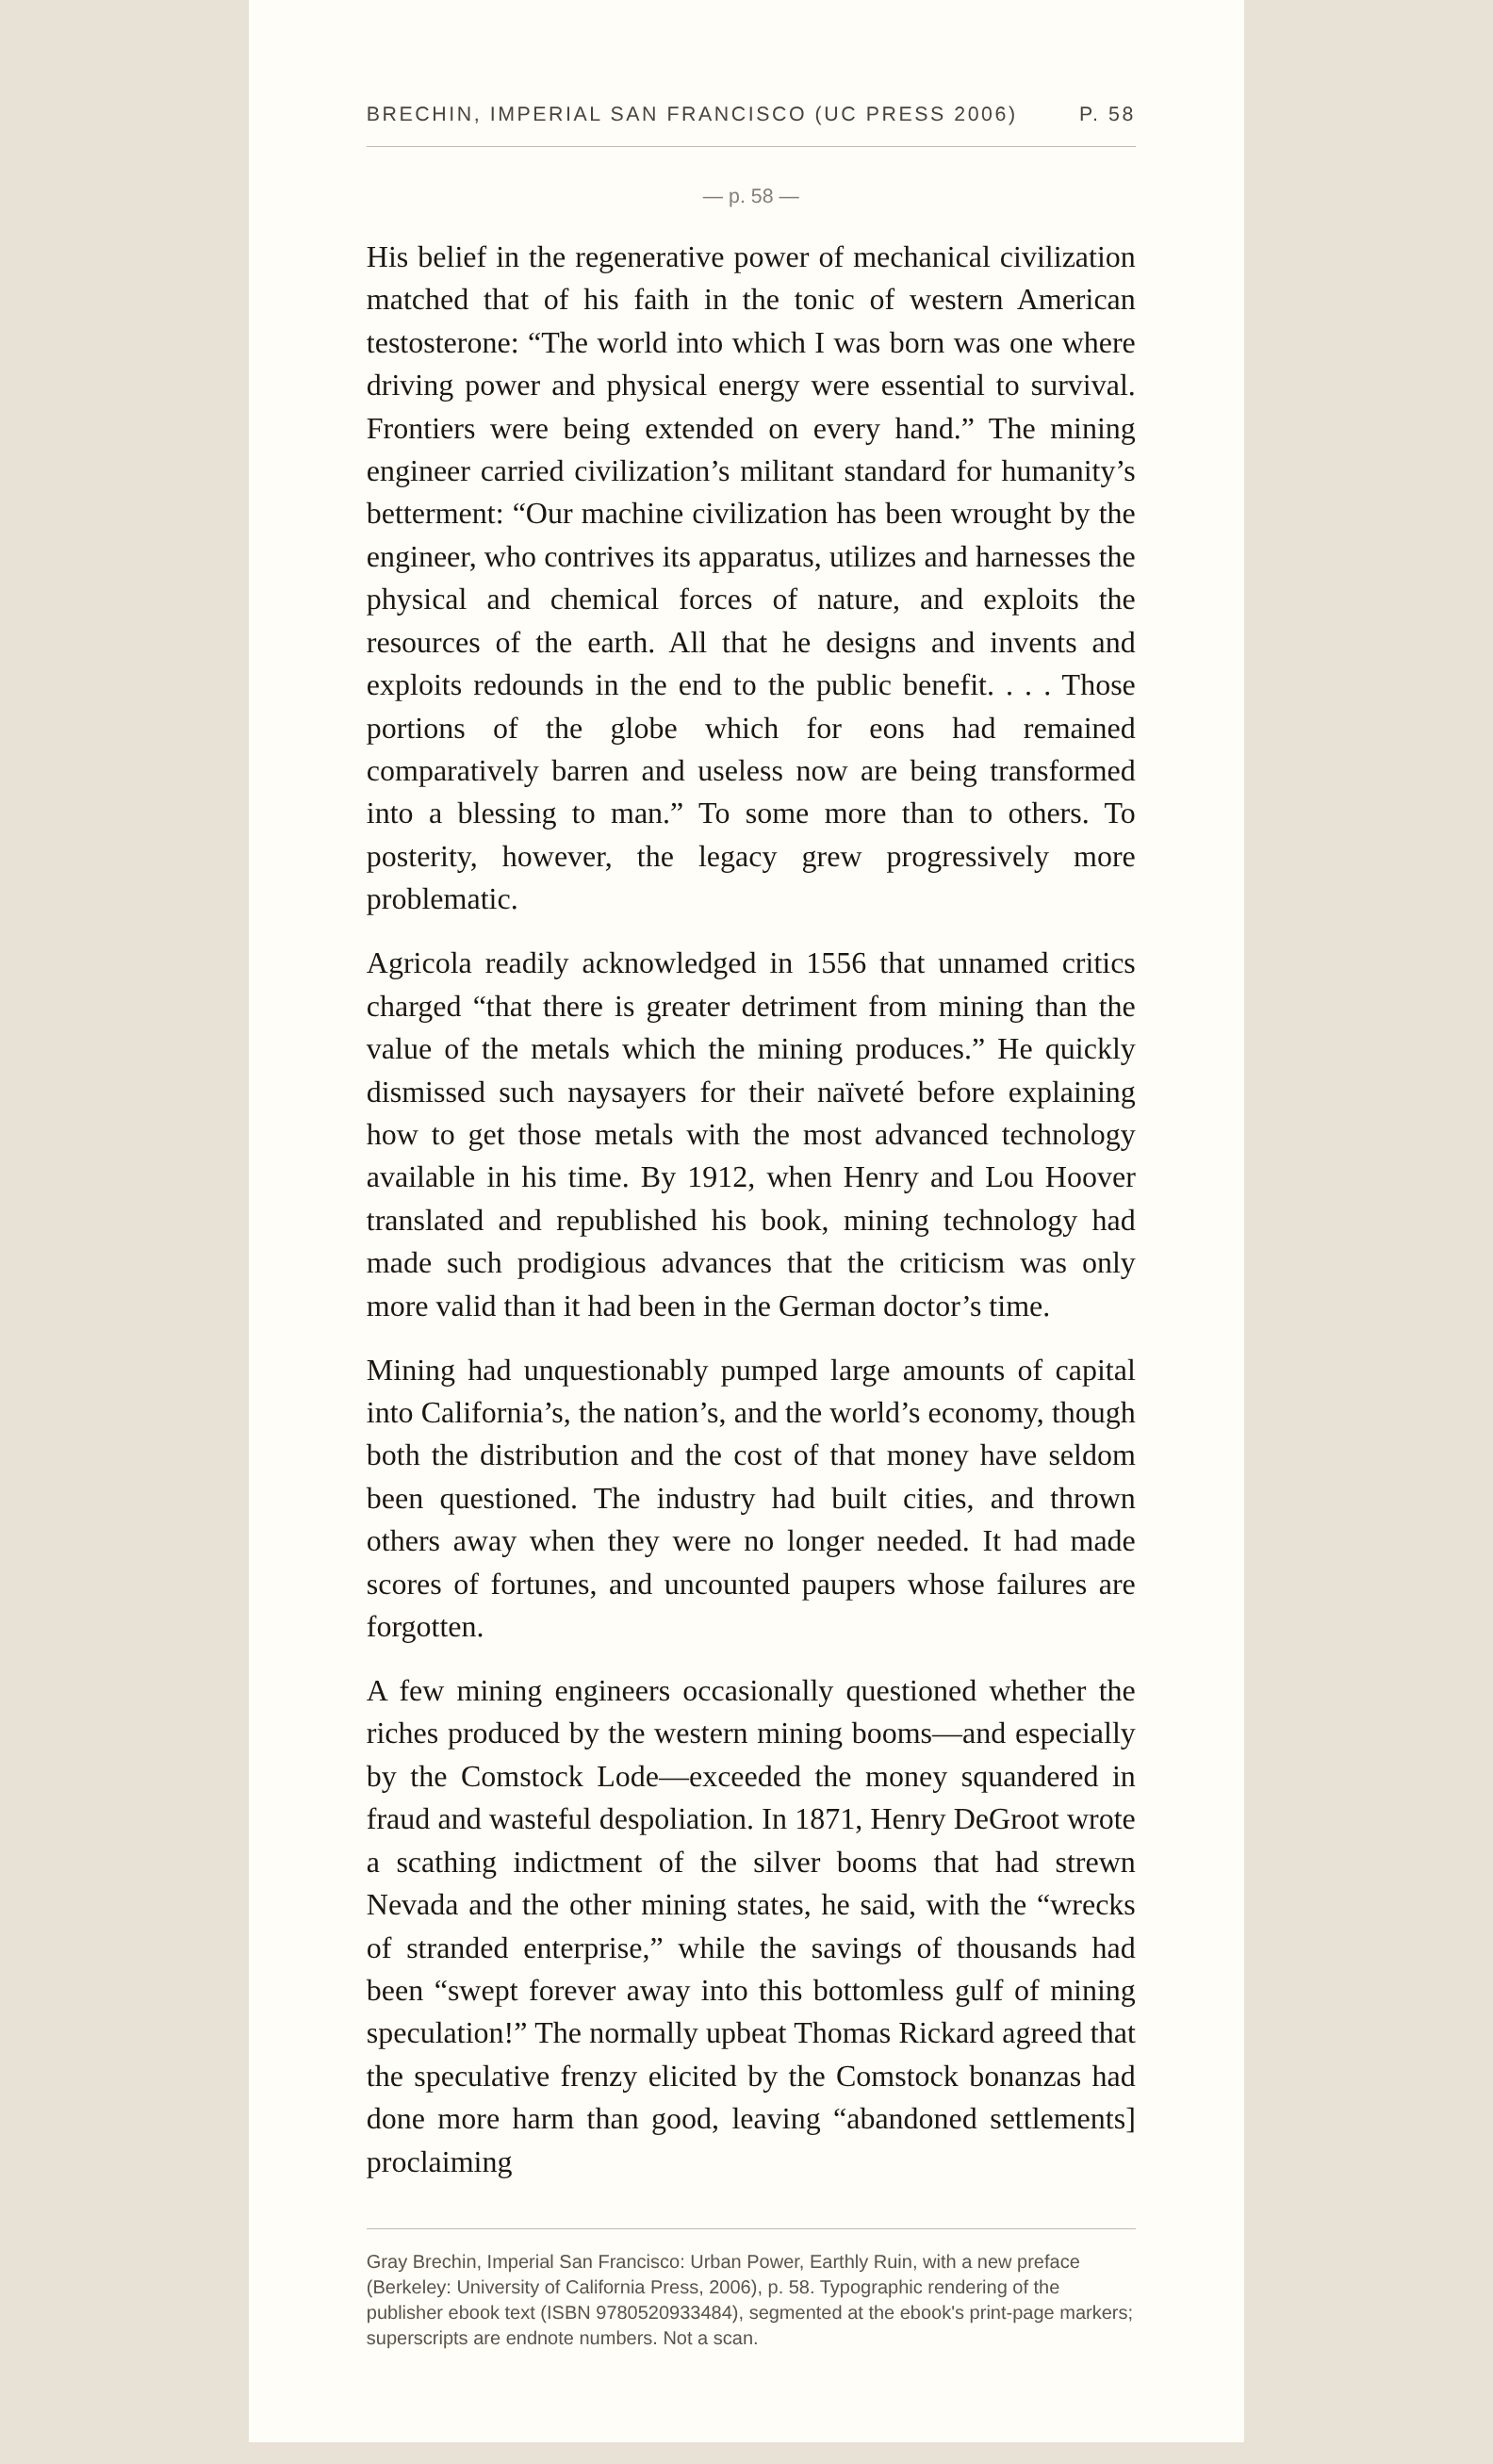 BRECHIN, IMPERIAL SAN FRANCISCO (UC PRESS 2006) P. 58
— p. 58 —
His belief in the regenerative power of mechanical civilization
matched that of his faith in the tonic of western American
testosterone: “The world into which I was born was one where
driving power and physical energy were essential to survival.
Frontiers were being extended on every hand.” The mining
engineer carried civilization’s militant standard for humanity’s
betterment: “Our machine civilization has been wrought by the
engineer, who contrives its apparatus, utilizes and harnesses the
physical and chemical forces of nature, and exploits the
resources of the earth. All that he designs and invents and
exploits redounds in the end to the public benefit. . . . Those
portions of the globe which for eons had remained
comparatively barren and useless now are being transformed
into a blessing to man.” To some more than to others. To
posterity, however, the legacy grew progressively more
problematic.
Agricola readily acknowledged in 1556 that unnamed critics
charged “that there is greater detriment from mining than the
value of the metals which the mining produces.” He quickly
dismissed such naysayers for their naïveté before explaining
how to get those metals with the most advanced technology
available in his time. By 1912, when Henry and Lou Hoover
translated and republished his book, mining technology had
made such prodigious advances that the criticism was only
more valid than it had been in the German doctor’s time.
Mining had unquestionably pumped large amounts of capital
into California’s, the nation’s, and the world’s economy, though
both the distribution and the cost of that money have seldom
been questioned. The industry had built cities, and thrown
others away when they were no longer needed. It had made
scores of fortunes, and uncounted paupers whose failures are
forgotten.
A few mining engineers occasionally questioned whether the
riches produced by the western mining booms—and especially
by the Comstock Lode—exceeded the money squandered in
fraud and wasteful despoliation. In 1871, Henry DeGroot wrote
a scathing indictment of the silver booms that had strewn
Nevada and the other mining states, he said, with the “wrecks
of stranded enterprise,” while the savings of thousands had
been “swept forever away into this bottomless gulf of mining
speculation!” The normally upbeat Thomas Rickard agreed that
the speculative frenzy elicited by the Comstock bonanzas had
done more harm than good, leaving “abandoned settlements]
proclaiming
Gray Brechin, Imperial San Francisco: Urban Power, Earthly Ruin, with a new preface
(Berkeley: University of California Press, 2006), p. 58. Typographic rendering of the
publisher ebook text (ISBN 9780520933484), segmented at the ebook's print-page markers;
superscripts are endnote numbers. Not a scan.